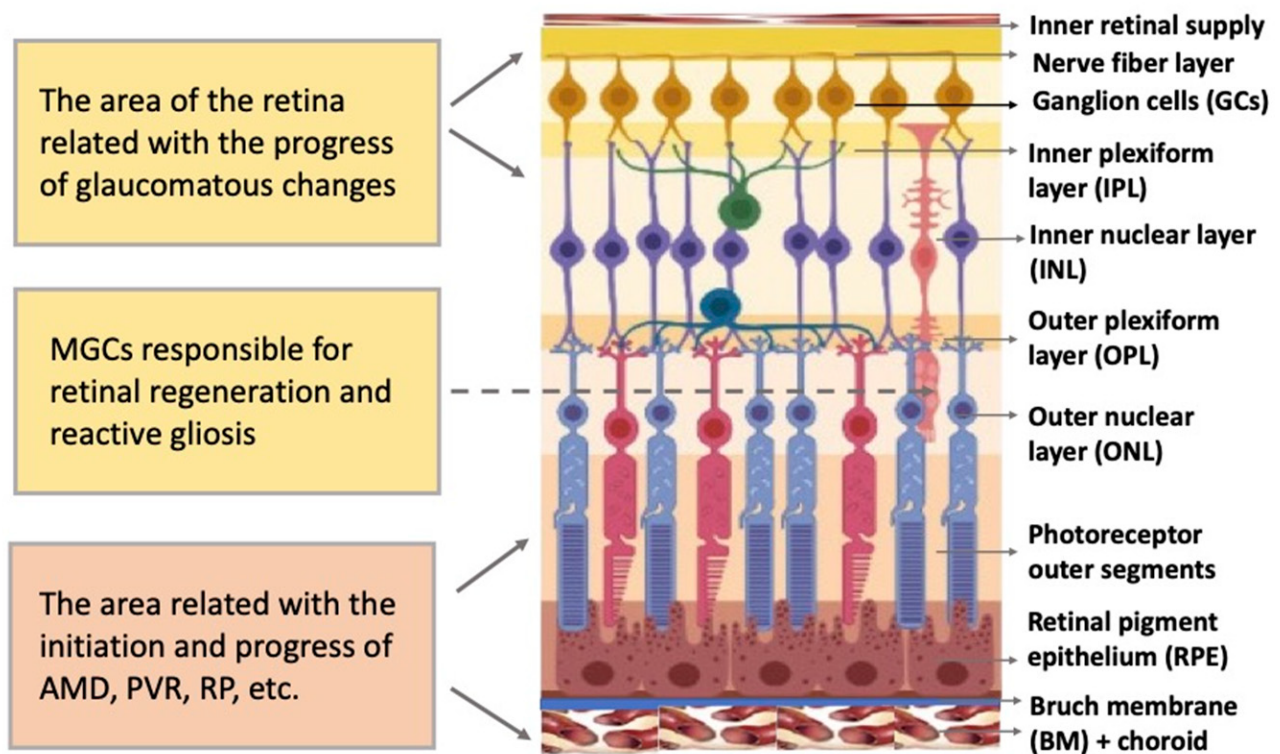 The area of the retina
related with the progress
of glaucomatous changes
MGCs responsible for
retinal regeneration and
reactive gliosis
The area related with the
initiation and progress of
AMD, PVR, RP, etc.
Inner retinal supply
Nerve fiber layer
Ganglion cells (GCs)
Inner plexiform
layer (IPL)
Inner nuclear layer
(INL)
Outer plexiform
layer (OPL)
Outer nuclear
layer (ONL)
Photoreceptor
outer segments
Retinal pigment
epithelium (RPE)
Bruch membrane
(BM) + choroid